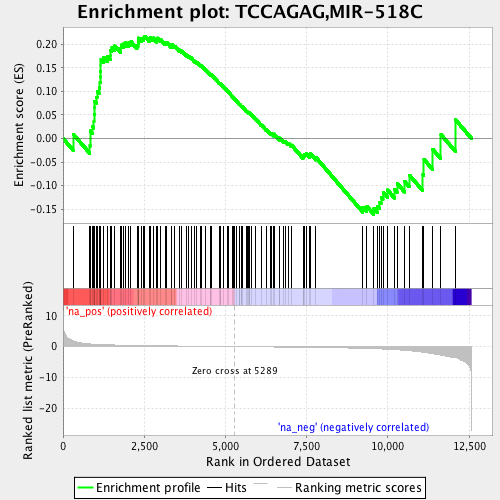 Enrichment plot: TCCAGAG,MIR-518C
Enrichment score (ES)
0.20
0.15
0.10
0.05
0.00
-0.05
-0.10
-0.15
'na_pos' (positively correlated)
Ranked list metric (PreRanked)
10
5
0
-5
-10
-15
-20
Zero cross at 5289
'na_neg' (negatively correlated)
0
2,500
5,000
7,500
10,000
12,500
Rank in Ordered Dataset
Enrichment profile
Hits
Ranking metric scores